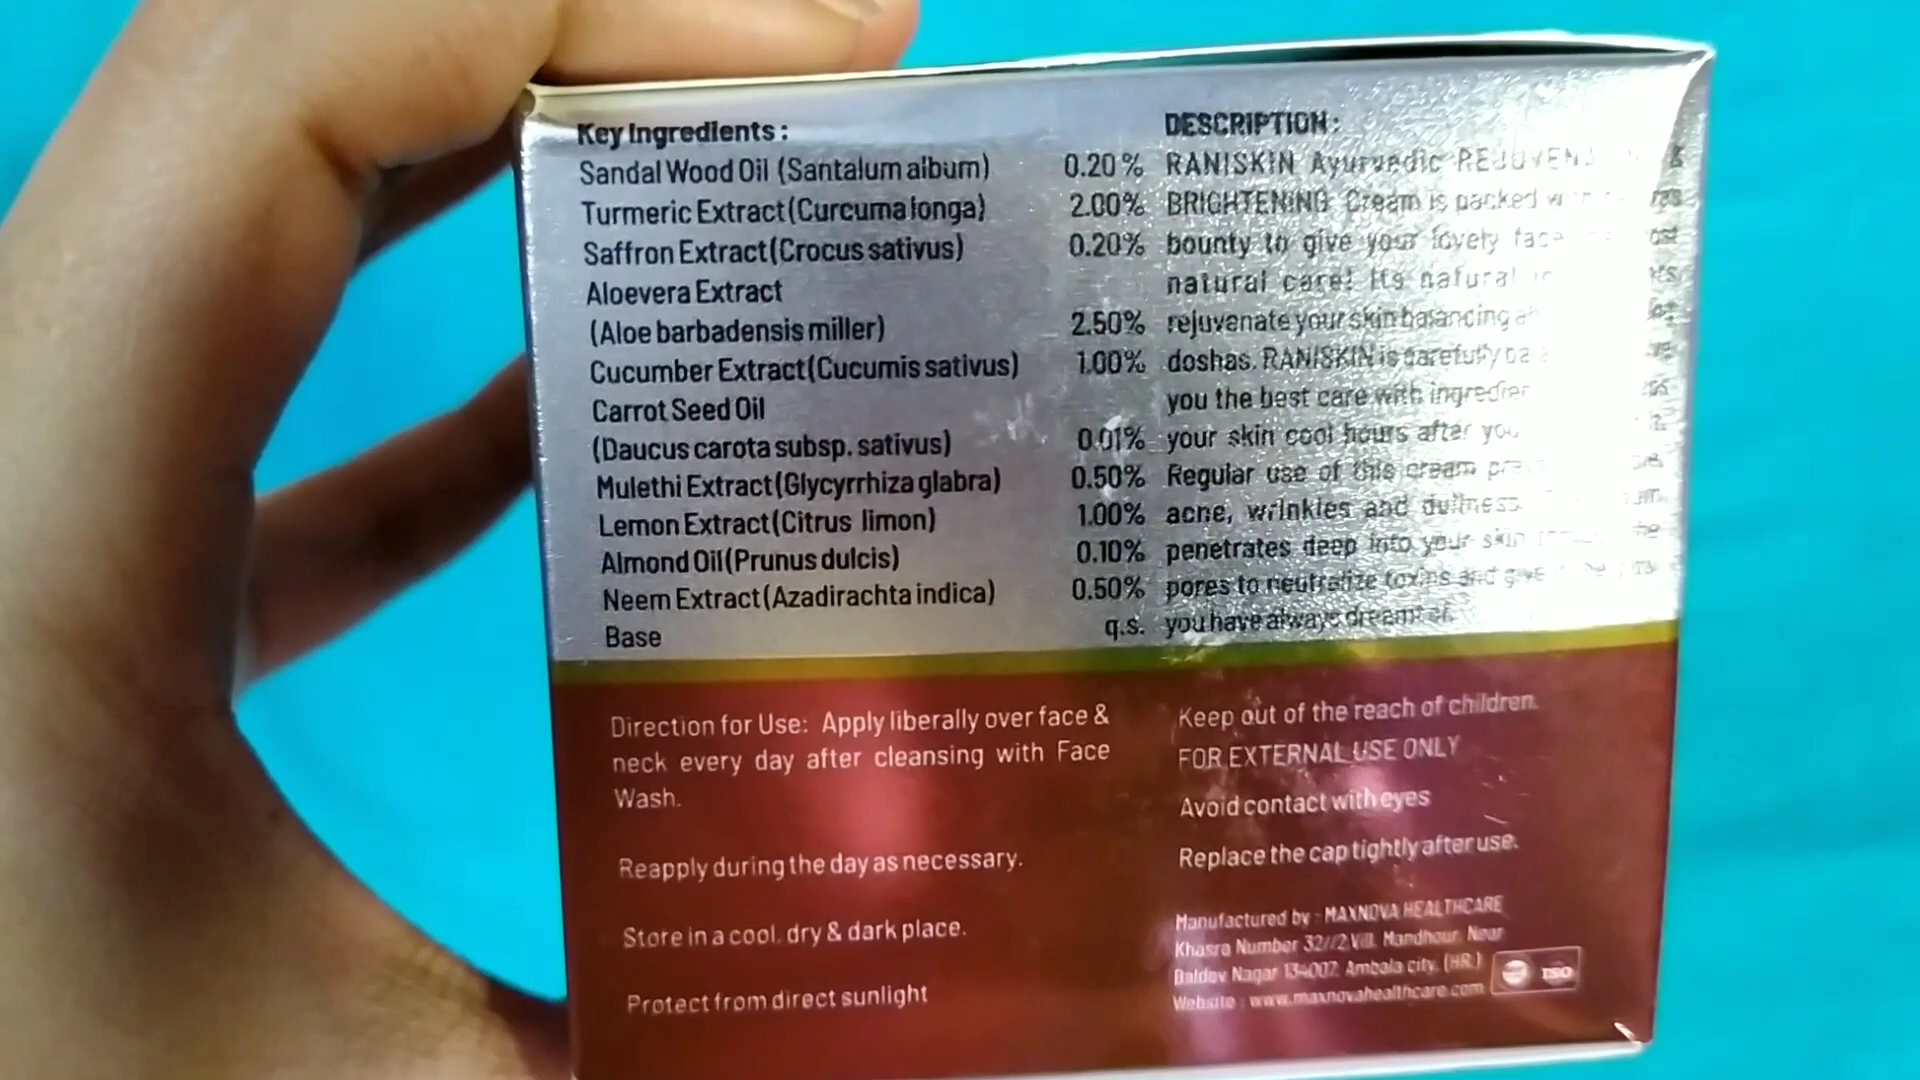 Key Ingredients :
Sandal Wood Oil (Santalum album) 0.20 %
Turmeric Extract (Curcuma longa) 2.00%
Saffron Extract (Crocus sativus) 0.20%
Aloevera Extract
(Aloe barbadensis miller) 2.50%
Cucumber Extract (Cucumis sativus) 1.00%
Carrot Seed Oil
(Daucus carota subsp. sativus) 0.01%
Mulethi Extract (Glycyrrhiza glabra) 0.50%
Lemon Extract (Citrus limon) 1.00%
Almond Oil (Prunus dulcis) 0.10%
Neem Extract (Azadirachta indica) 0.50%
Base q.s.
DESCRIPTION :
RANISKIN Ayurvedic &
BRIGHTENING Cream is packed
bounty to give your lovely face
natural care! Its natural
rejuvenate your skin balancing
doshas. RANISKIN is carefully
you the best care with
your skin cool hours after you
Regular use of this cream
acne, wrinkles and dullness
penetrates deep into your skin the
pores to neutralize toxins and
you have always dreamt of.
Direction for Use: Apply liberally over face &
neck every day after cleansing with Face
Wash.
Reapply during the day as necessary.
Store in a cool, dry & dark place.
Protect from direct sunlight
Keep out of the reach of children.
FOR EXTERNAL USE ONLY
Avoid contact with eyes
Replace the cap tightly after use.
Manufactured by - MAXNOVA HEALTHCARE
Khasra Number 32//2 Vill. Mandhour, Near
Baldev Nagar 134007, Ambala city. (HR.)
Website : www.maxnovahealthcare.com
ISO